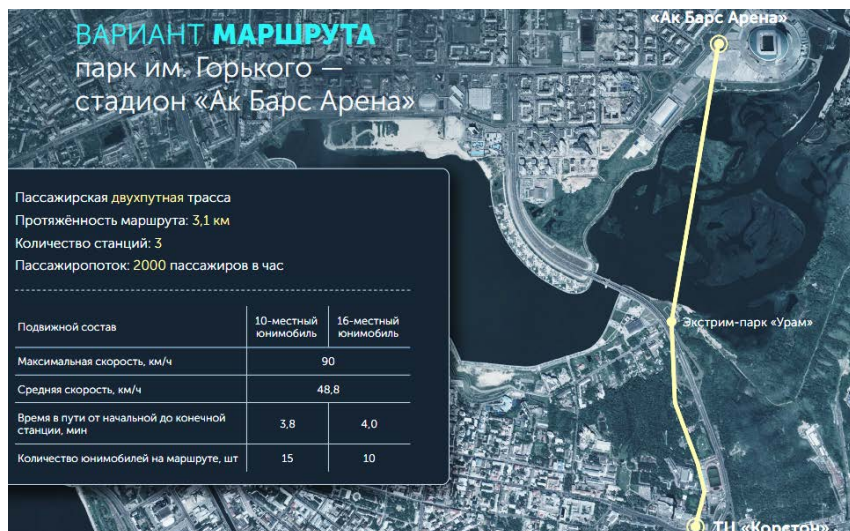 ВАРИАНТ МАРШРУТА
парк им. Горького —
стадион «Ак Барс Арена»
«Ак Барс Арена»
Пассажирская двухпутная трасса
Протяжённость маршрута: 3,1 км
Количество станций: 3
Пассажиропоток: 2000 пассажиров в час
Подвижной состав
10-местный юнимобиль
16-местный юнимобиль
Максимальная скорость, км/ч 90
Средняя скорость, км/ч 48,8
Время в пути от начальной до конечной
станции, мин 3,8 4,0
Количество юнимобилей на маршруте, шт 15 10
Экстрим-парк «Урам»
ТЦ «Корстон»